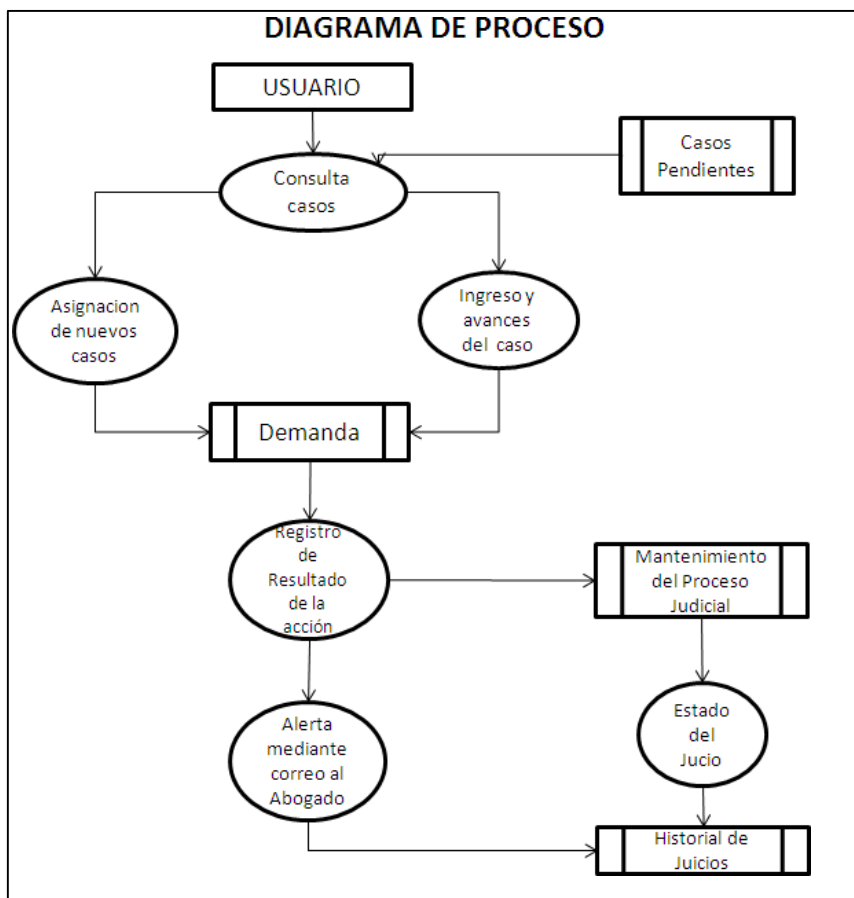 DIAGRAMA DE PROCESO
USUARIO
Casos
Pendientes
Consulta
casos
Asignacion
de nuevos
casos
Ingreso y
avances
del caso
Demanda
Registro
de
Resultado
de la
acción
Mantenimiento
del Proceso
Judicial
Alerta
mediante
correo al
Abogado
Estado
del
Jucio
Historial de
Juicios